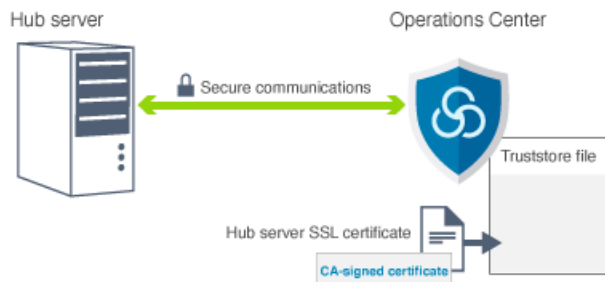 Hub server
Operations Center
Secure communications
Truststore file
Hub server SSL certificate
CA-signed certificate